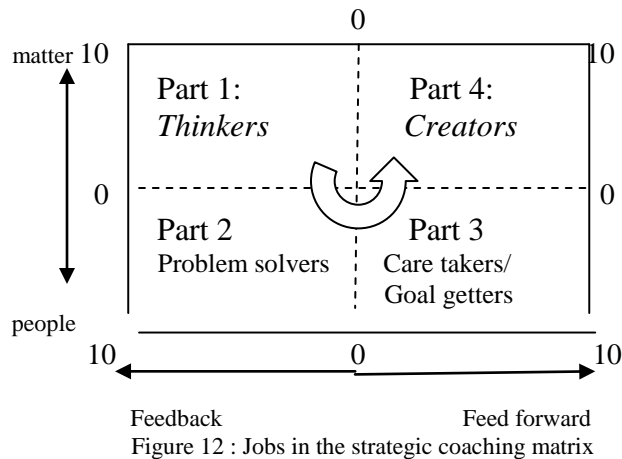 0
matter 10 10
Part 1: Part 4:
Thinkers Creators
0 0
Part 2 Part 3
Problem solvers Care takers/
Goal getters
people
10 0 10
Feedback Feed forward
Figure 12 : Jobs in the strategic coaching matrix